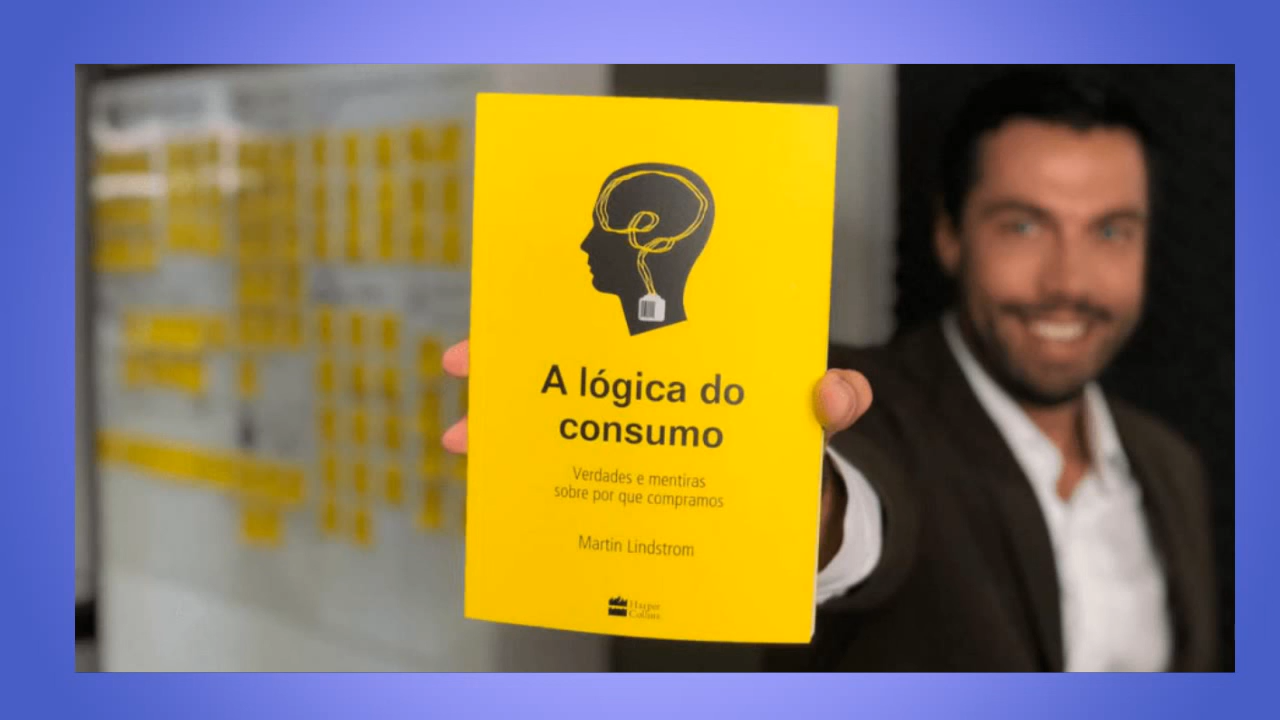 A lógica do
consumo
Verdades e mentiras
sobre por que compramos
Martin Lindstrom
Harper
Collins